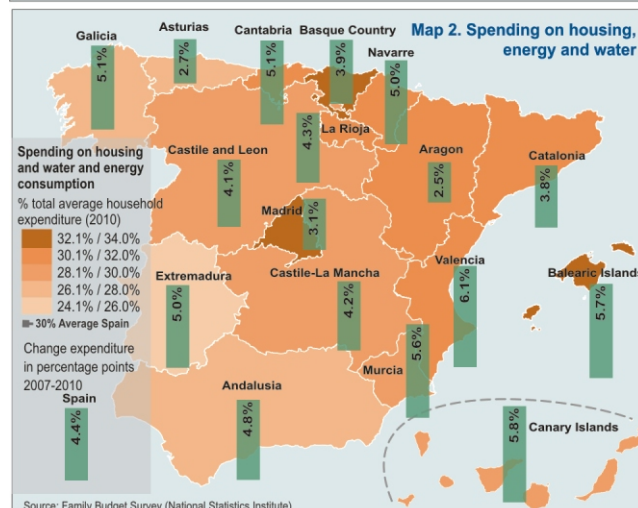 Map 2. Spending on housing,
energy and water
Galicia
5.1%
Asturias
2.7%
Cantabria
5.1%
Basque Country
3.9%
Navarre
5.0%
La Rioja
4.3%
Castile and Leon
4.1%
Aragon
2.5%
Catalonia
3.8%
Madrid
3.1%
Spending on housing
and water and energy
consumption
% total average household
expenditure (2010)
32.1% / 34.0%
30.1% / 32.0%
28.1% / 30.0%
26.1% / 28.0%
24.1% / 26.0%
30% Average Spain
Change expenditure
in percentage points
2007-2010
Spain
4.4%
Extremadura
5.0%
Castile-La Mancha
4.2%
Valencia
6.1%
Balearic Islands
5.7%
Murcia
5.6%
Andalusia
4.8%
Canary Islands
5.8%
Source: Family Budget Survey (National Statistics Institute)